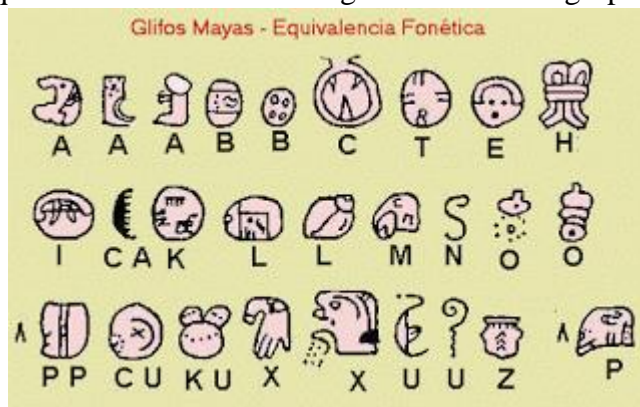 Glifos Mayas - Equivalencia Fonética
A A A B B C T E H
I CA K L L M N O O
PP CU KU X X U U Z P